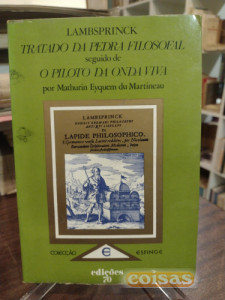 LAMBSPRINCK
TRATADO DA PEDRA FILOSOFAL
seguido de
O PILOTO DA ONDA VIVA
por Mathurin Eyquem du Martineau
LAMBSPRINCK
LAPIDE PHILOSOPHICO.
COLECÇÃO
ESFINGE
edições
70
coisas